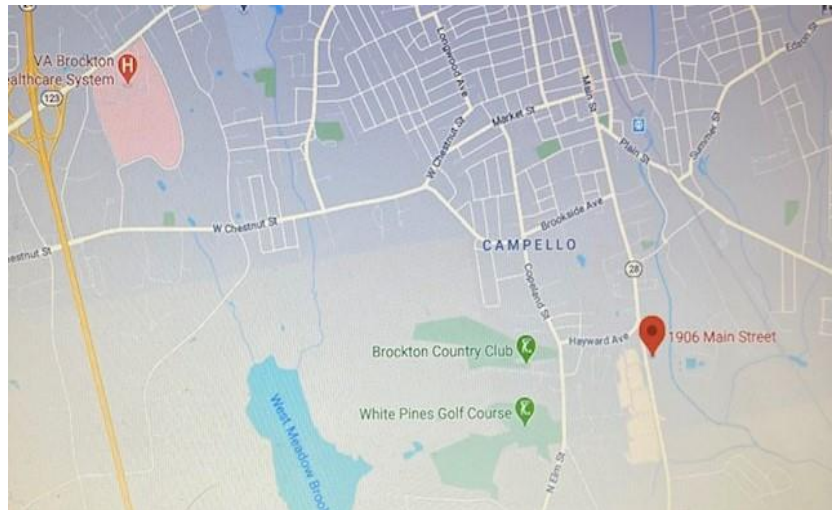 VA Brockton
ealthcare System
H
123
Longwood Ave
Market St
W Chestnut St
Main St
Plain St
Summer St
Edson St
W Chestnut St
estnut St
Brookside Ave
CAMPELLO
Copeland St
28
Hayward Ave
1906 Main Street
Brockton Country Club
White Pines Golf Course
West Meadow Broo
N Elm St